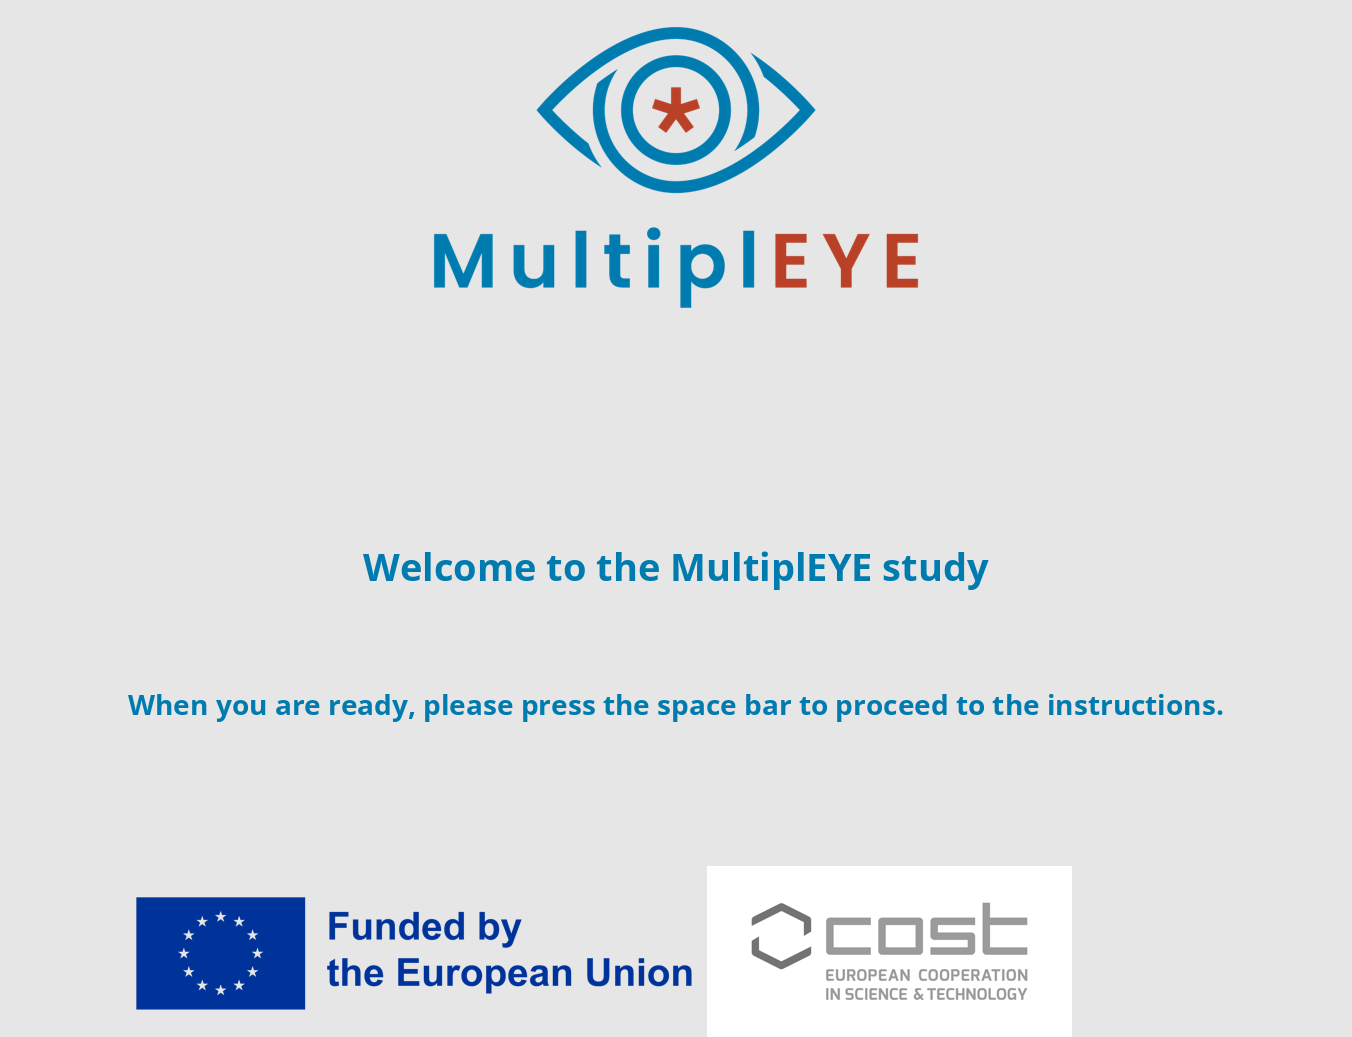 MultiplEYE
Welcome to the MultiplEYE study
When you are ready, please press the space bar to proceed to the instructions.
Funded by
the European Union
cost
EUROPEAN COOPERATION
IN SCIENCE & TECHNOLOGY